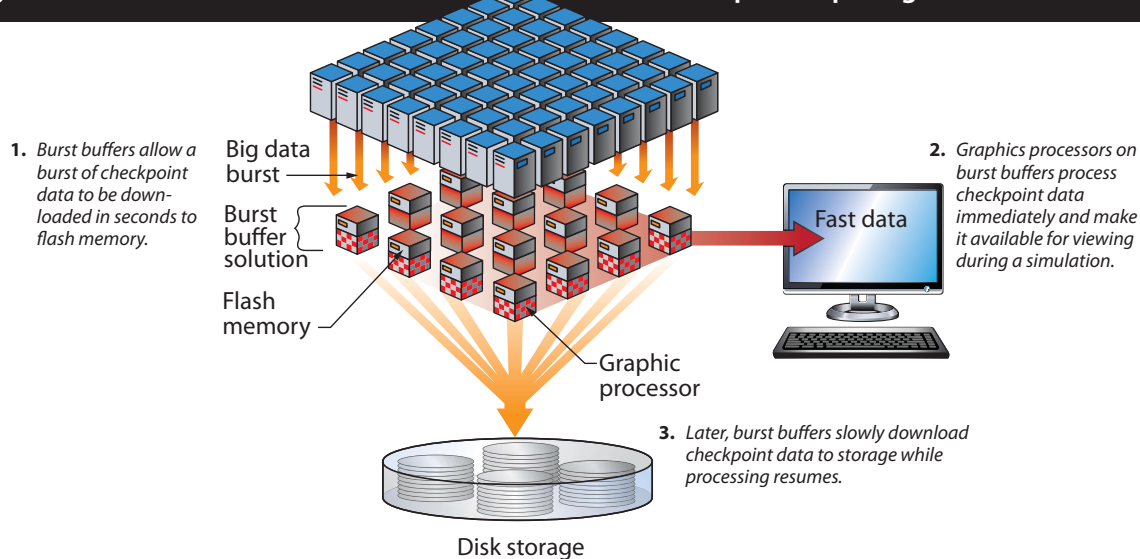 1. Burst buffers allow a
burst of checkpoint
data to be down-
loaded in seconds to
flash memory.
Big data
burst
Burst
buffer
solution
Flash
memory
Graphic
processor
Fast data
2. Graphics processors on
burst buffers process
checkpoint data
immediately and make
it available for viewing
during a simulation.
3. Later, burst buffers slowly download
checkpoint data to storage while
processing resumes.
Disk storage